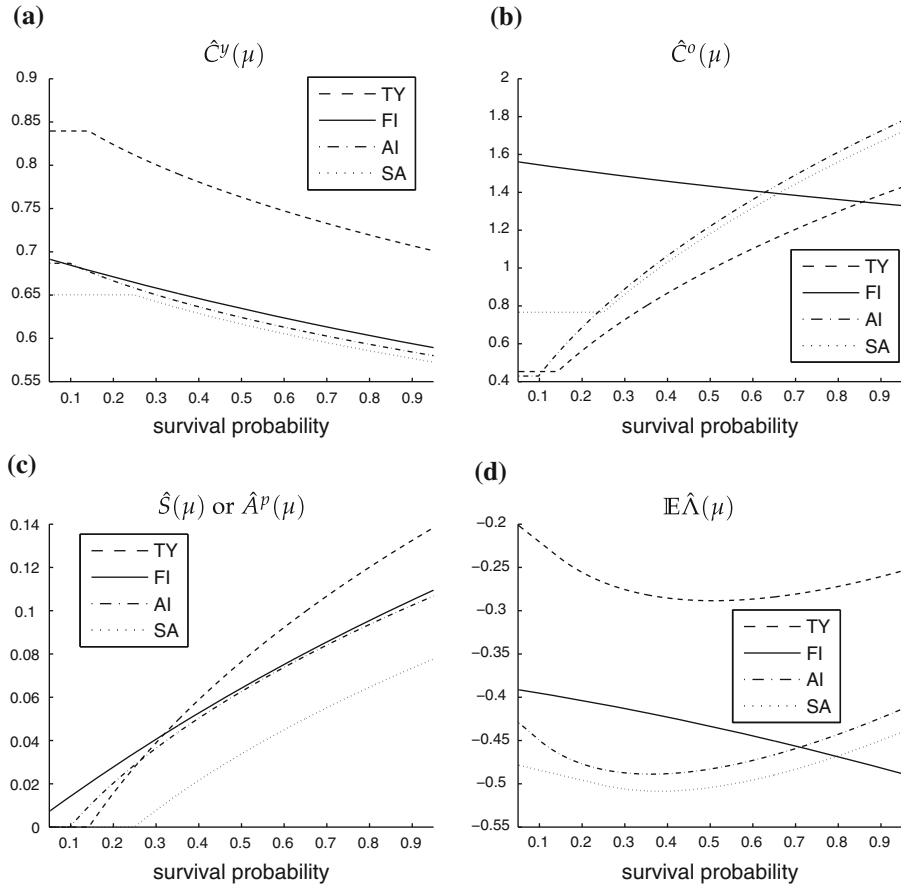 (a)
Ĉʸ(μ)
0.9
0.85
0.8
0.75
0.7
0.65
0.6
0.55
0.1 0.2 0.3 0.4 0.5 0.6 0.7 0.8 0.9
survival probability
TY
FI
AI
SA
(b)
Ĉᵒ(μ)
2
1.8
1.6
1.4
1.2
1
0.8
0.6
0.4
0.1 0.2 0.3 0.4 0.5 0.6 0.7 0.8 0.9
survival probability
TY
FI
AI
SA
(c)
Ŝ(μ) or Âᵖ(μ)
0.14
0.12
0.1
0.08
0.06
0.04
0.02
0
0.1 0.2 0.3 0.4 0.5 0.6 0.7 0.8 0.9
survival probability
TY
FI
AI
SA
(d)
𝔼Λ̂(μ)
−0.2
−0.25
−0.3
−0.35
−0.4
−0.45
−0.5
−0.55
0.1 0.2 0.3 0.4 0.5 0.6 0.7 0.8 0.9
survival probability
TY
FI
AI
SA